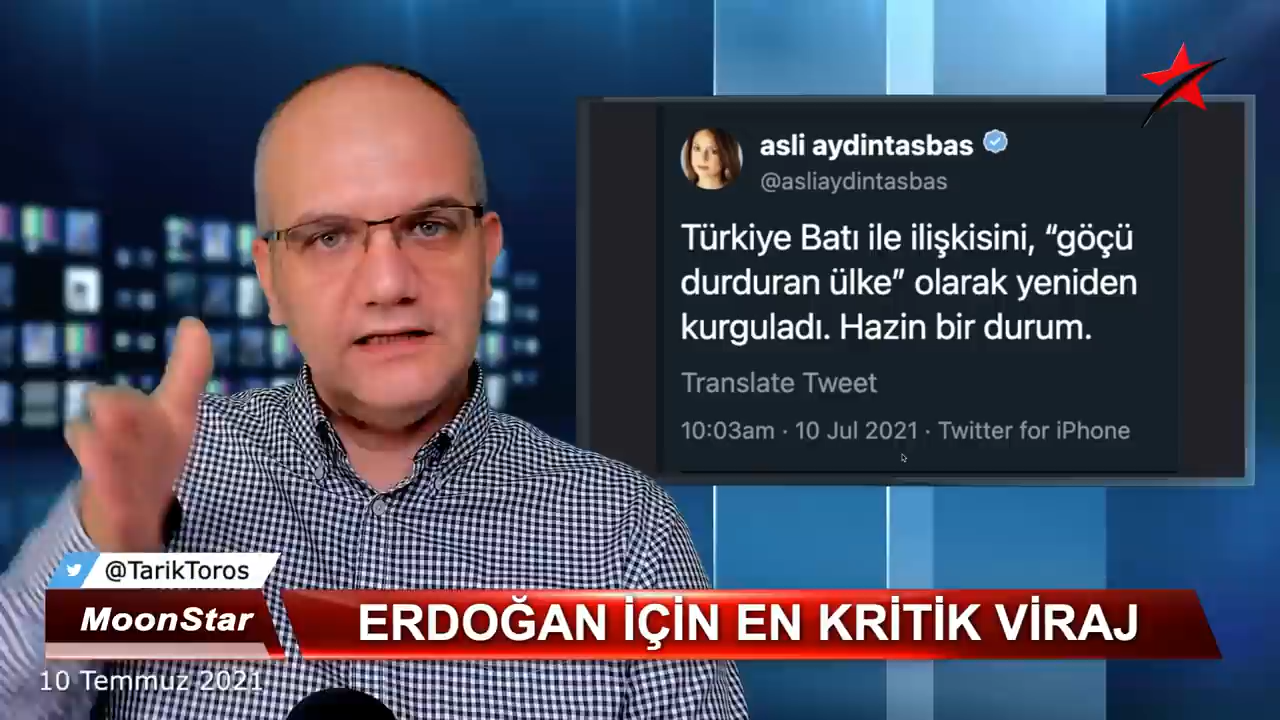 asli aydintasbas
@asliaydintasbas
Türkiye Batı ile ilişkisini, “göçü
durduran ülke” olarak yeniden
kurguladı. Hazin bir durum.
Translate Tweet
10:03am · 10 Jul 2021 · Twitter for iPhone
@TarikToros
MoonStar
ERDOĞAN İÇİN EN KRİTİK VİRAJ
10 Temmuz 2021